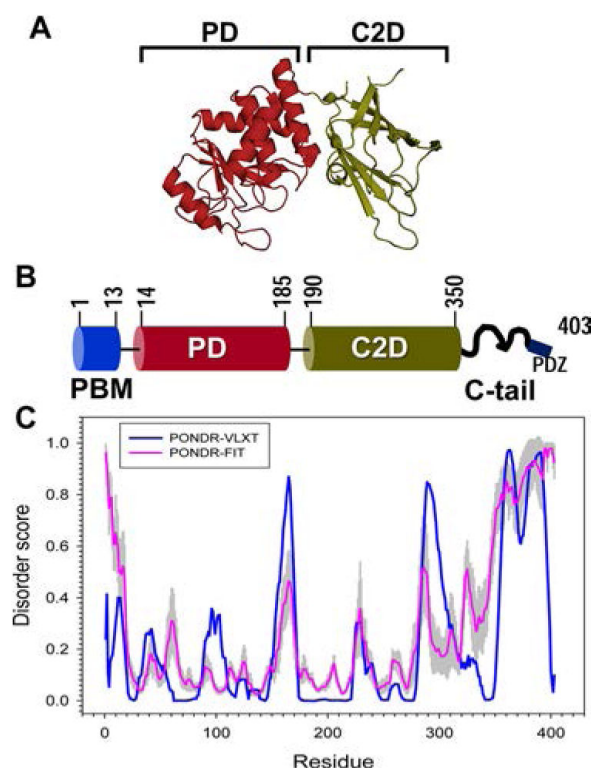 A
PD
C2D
B
1
13
14
185
190
350
403
PD
C2D
PDZ
PBM
C-tail
C
PONDR-VLXT
PONDR-FIT
Disorder score
1.0
0.8
0.6
0.4
0.2
0.0
0
100
200
300
400
Residue